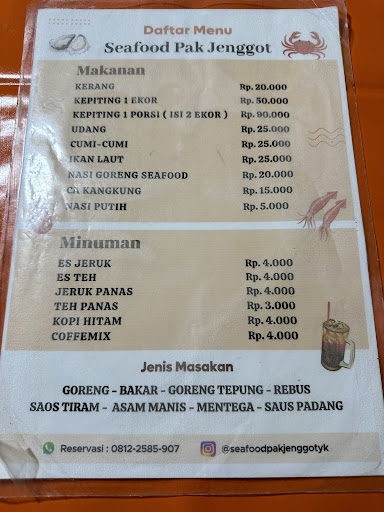 Daftar Menu
Seafood Pak Jenggot
Makanan
KERANG Rp. 20.000
KEPITING 1 EKOR Rp. 50.000
KEPITING 1 PORSI ( ISI 2 EKOR ) Rp. 90.000
UDANG Rp. 25.000
CUMI-CUMI Rp. 25.000
IKAN LAUT Rp. 25.000
NASI GORENG SEAFOOD Rp. 20.000
CA KANGKUNG Rp. 15.000
NASI PUTIH Rp. 5.000
Minuman
ES JERUK Rp. 4.000
ES TEH Rp. 4.000
JERUK PANAS Rp. 4.000
TEH PANAS Rp. 3.000
KOPI HITAM Rp. 4.000
COFFEMIX Rp. 4.000
Jenis Masakan
GORENG - BAKAR - GORENG TEPUNG - REBUS
SAOS TIRAM - ASAM MANIS - MENTEGA - SAUS PADANG
Reservasi : 0812-2585-907 @seafoodpakjenggotyk